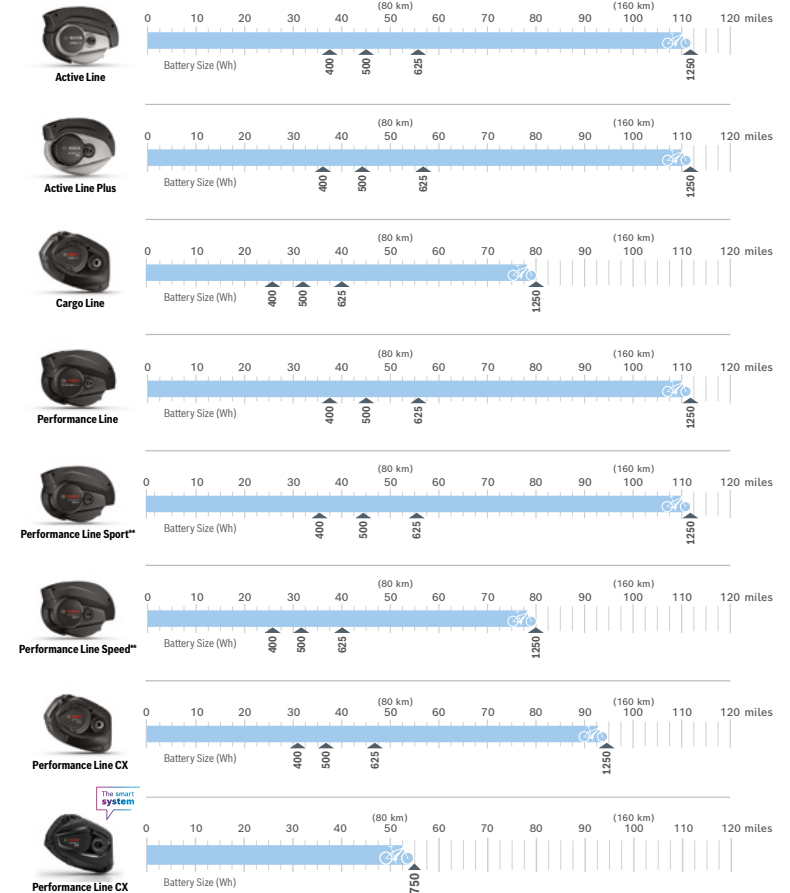 (80 km) (160 km)
0 10 20 30 40 50 60 70 80 90 100 110 120 miles
Battery Size (Wh)
400 500 625 1250
Active Line
(80 km) (160 km)
0 10 20 30 40 50 60 70 80 90 100 110 120 miles
Battery Size (Wh)
400 500 625 1250
Active Line Plus
(80 km) (160 km)
0 10 20 30 40 50 60 70 80 90 100 110 120 miles
Battery Size (Wh)
400 500 625 1250
Cargo Line
(80 km) (160 km)
0 10 20 30 40 50 60 70 80 90 100 110 120 miles
Battery Size (Wh)
400 500 625 1250
Performance Line
(80 km) (160 km)
0 10 20 30 40 50 60 70 80 90 100 110 120 miles
Battery Size (Wh)
400 500 625 1250
Performance Line Sport**
(80 km) (160 km)
0 10 20 30 40 50 60 70 80 90 100 110 120 miles
Battery Size (Wh)
400 500 625 1250
Performance Line Speed**
(80 km) (160 km)
0 10 20 30 40 50 60 70 80 90 100 110 120 miles
Battery Size (Wh)
400 500 625 1250
Performance Line CX
The smart
system
(80 km) (160 km)
0 10 20 30 40 50 60 70 80 90 100 110 120 miles
Battery Size (Wh)
750
Performance Line CX